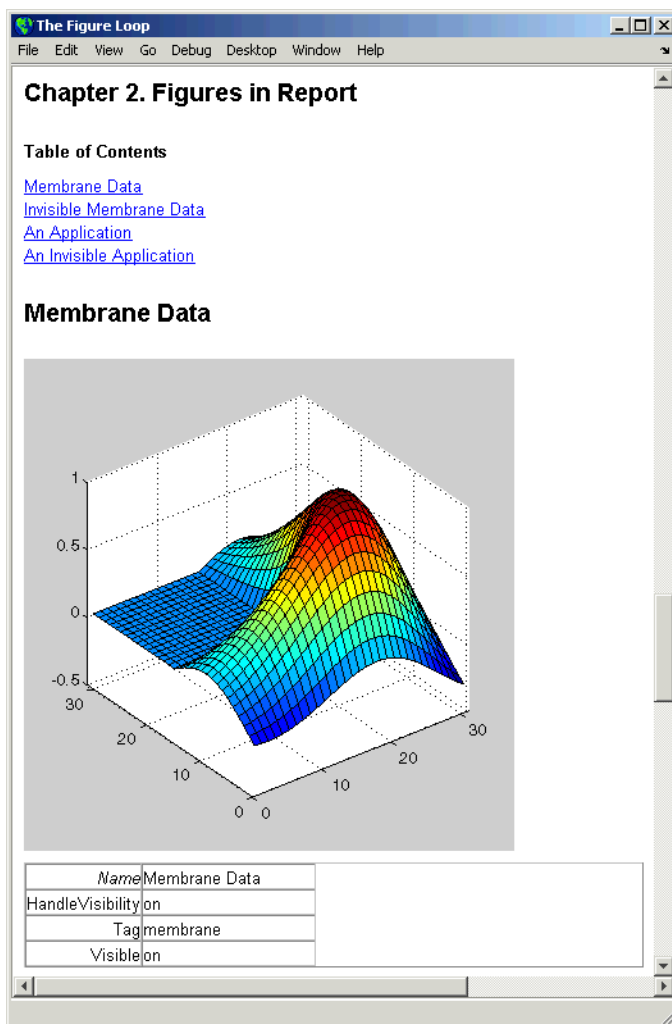 The Figure Loop
File Edit View Go Debug Desktop Window Help
Chapter 2. Figures in Report
Table of Contents
Membrane Data
Invisible Membrane Data
An Application
An Invisible Application
Membrane Data
1
0.5
0
-0.5
30
20
10
0
0
10
20
30
Name Membrane Data
HandleVisibility on
Tag membrane
Visible on